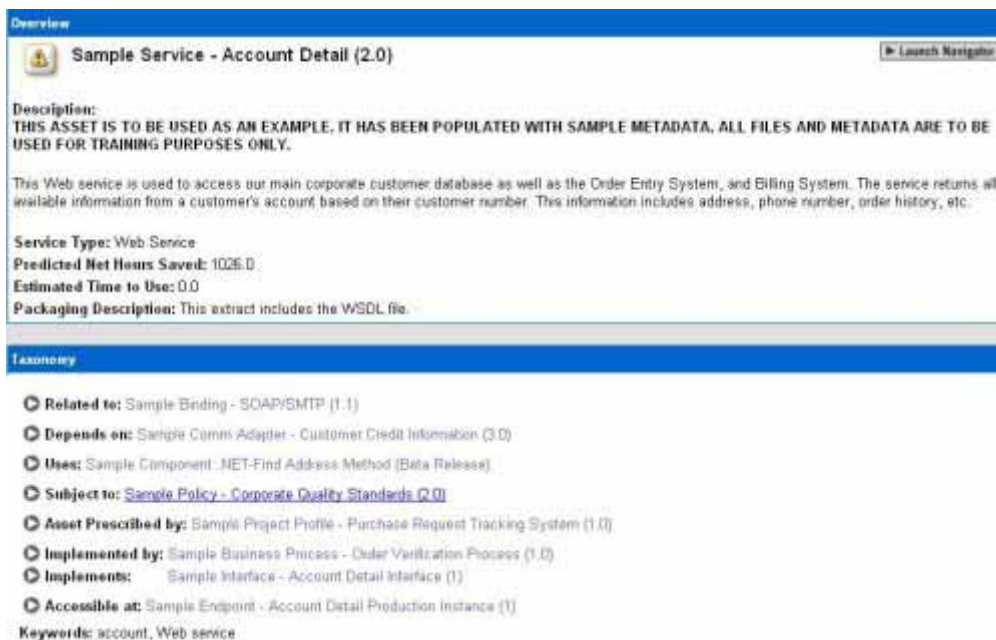 Overview
Sample Service - Account Detail (2.0)
Launch Navigator
Description:
THIS ASSET IS TO BE USED AS AN EXAMPLE, IT HAS BEEN POPULATED WITH SAMPLE METADATA. ALL FILES AND METADATA ARE TO BE
USED FOR TRAINING PURPOSES ONLY.
This Web service is used to access our main corporate customer database as well as the Order Entry System, and Billing System. The service returns all
available information from a customer's account based on their customer number. This information includes address, phone number, order history, etc.
Service Type: Web Service
Predicted Net Hours Saved: 1026.0
Estimated Time to Use: 0.0
Packaging Description: This extract includes the WSDL file.
Taxonomy
Related to: Sample Binding - SOAP/SMTP (1.1)
Depends on: Sample Comm Adapter - Customer Credit Information (3.0)
Uses: Sample Component .NET-Find Address Method (Beta Release)
Subject to: Sample Policy - Corporate Quality Standards (2.0)
Asset Prescribed by: Sample Project Profile - Purchase Request Tracking System (1.0)
Implemented by: Sample Business Process - Order Verification Process (1.0)
Implements: Sample Interface - Account Detail Interface (1)
Accessible at: Sample Endpoint - Account Detail Production Instance (1)
Keywords: account, Web service